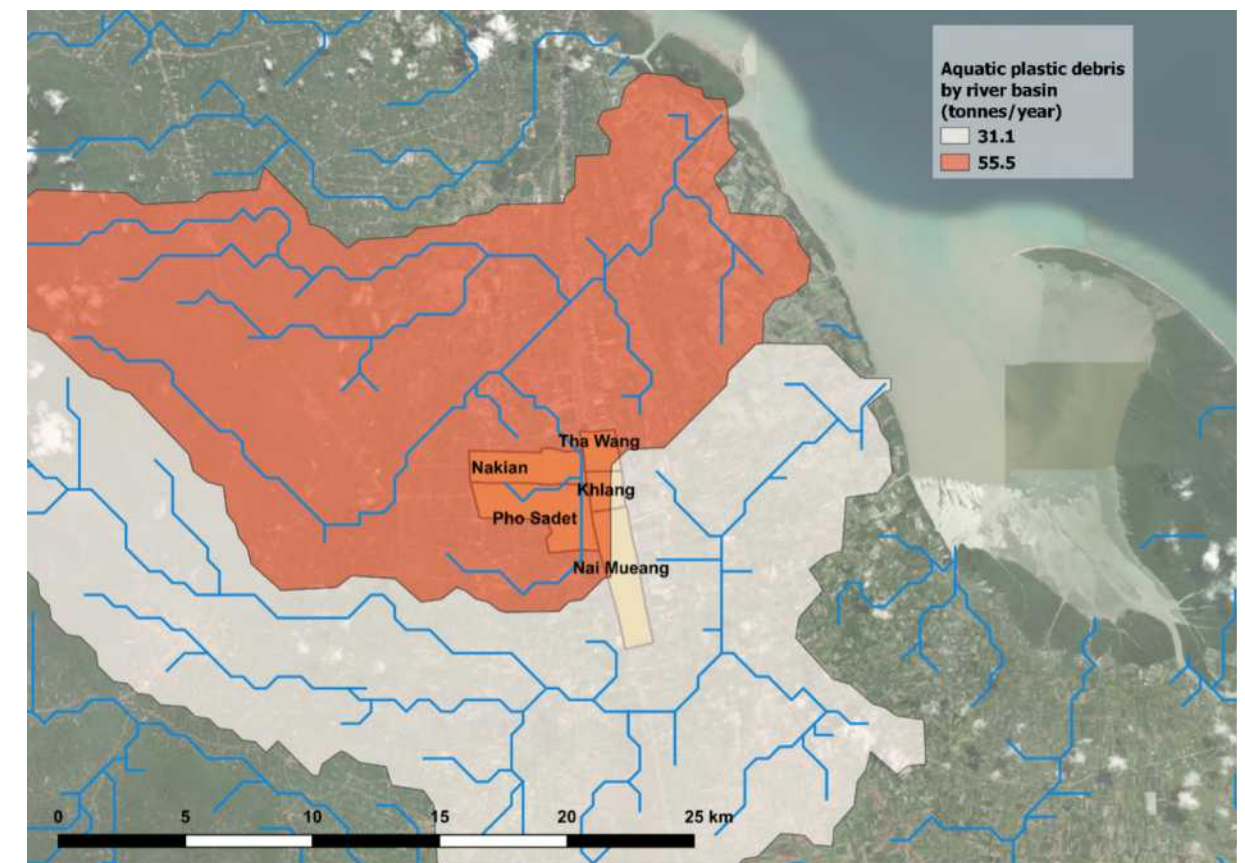 Aquatic plastic debris
by river basin
(tonnes/year)
31.1
55.5
Tha Wang
Nakian
Khlang
Pho Sadet
Nai Mueang
0 5 10 15 20 25 km